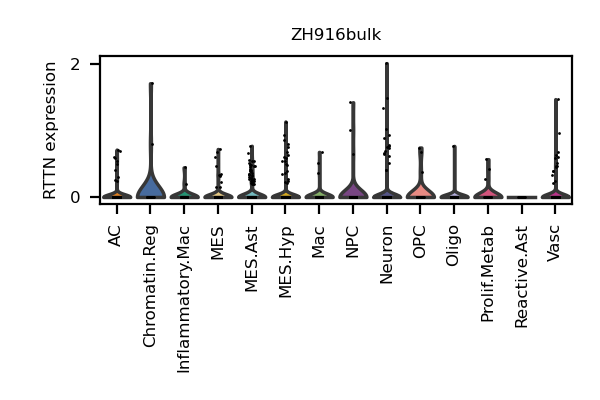 ZH916bulk
RTTN expression
2
0
AC
Chromatin.Reg
Inflammatory.Mac
MES
MES.Ast
MES.Hyp
Mac
NPC
Neuron
OPC
Oligo
Prolif.Metab
Reactive.Ast
Vasc